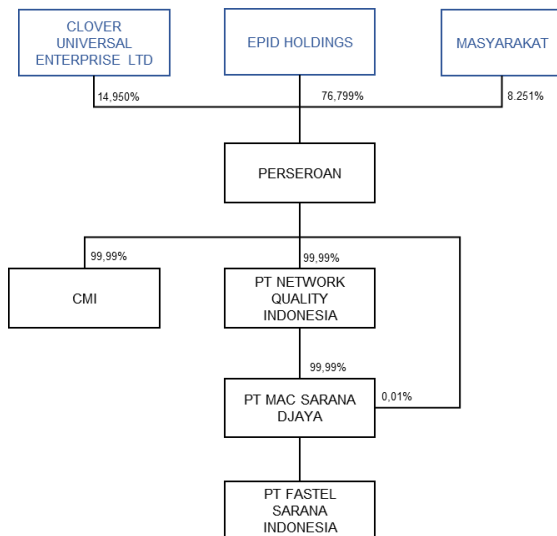 CLOVER
UNIVERSAL
ENTERPRISE LTD
EPID HOLDINGS
MASYARAKAT
14,950%
76,799%
8.251%
PERSEROAN
99,99%
99,99%
CMI
PT NETWORK
QUALITY
INDONESIA
99,99%
PT MAC SARANA
DJAYA
0,01%
PT FASTEL
SARANA
INDONESIA